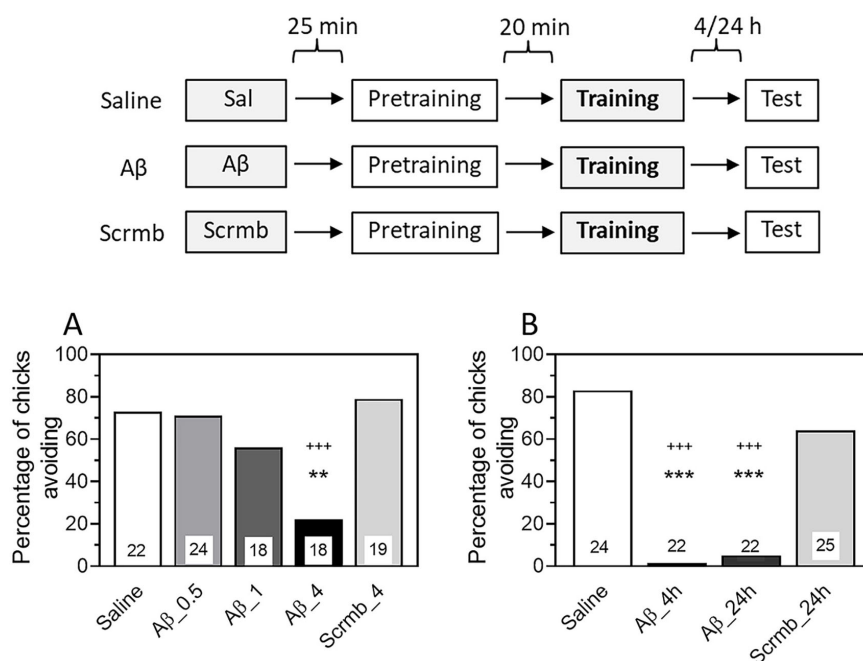 25 min 20 min 4/24 h
Saline Sal Pretraining Training Test
Aβ Aβ Pretraining Training Test
Scrmb Scrmb Pretraining Training Test
A
Percentage of chicks
avoiding
100
80
60
40
20
0
+++
**
22 24 18 18 19
Saline Aβ_0.5 Aβ_1 Aβ_4 Scrmb_4
B
Percentage of chicks
avoiding
100
80
60
40
20
0
+++ +++
*** ***
24 22 22 25
Saline Aβ_4h Aβ_24h Scrmb_24h